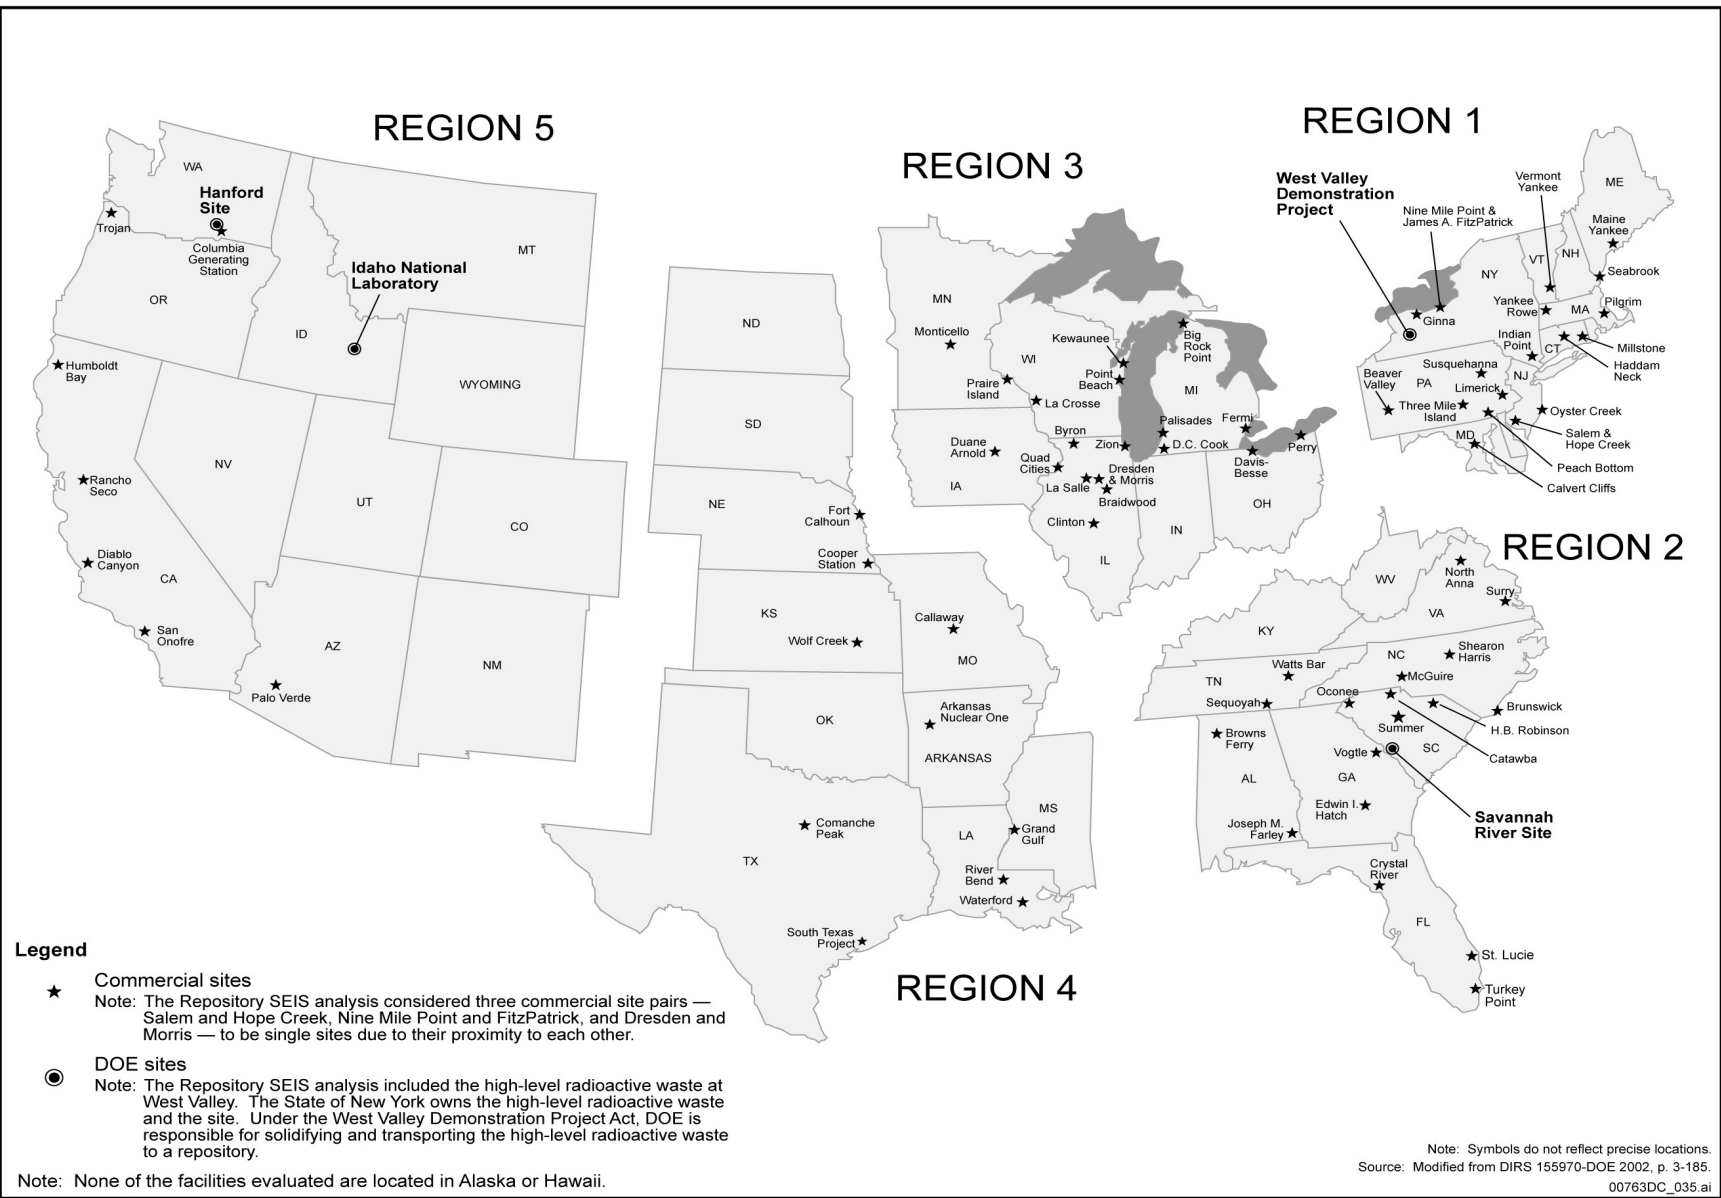 REGION 5
WA
Hanford
Site
Trojan
Columbia
Generating
Station
MT
Idaho National
Laboratory
OR
ID
WYOMING
Humboldt
Bay
NV
Rancho
Seco
UT
CO
Diablo
Canyon
CA
San
Onofre
AZ
NM
Palo Verde
REGION 3
MN
Monticello
Kewaunee
Big
Rock
Point
WI
Point
Beach
Praire
Island
MI
La Crosse
Palisades
Fermi
Byron
Zion
D.C. Cook
Perry
Duane
Arnold
Quad
Cities
Dresden
& Morris
Davis-
Besse
La Salle
IA
Braidwood
OH
Clinton
IN
IL
REGION 1
West Valley
Demonstration
Project
Vermont
Yankee
ME
Nine Mile Point &
James A. FitzPatrick
Maine
Yankee
NH
VT
NY
Seabrook
Yankee
Rowe
MA
Pilgrim
Ginna
Indian
Point
CT
Millstone
Susquehanna
Haddam
Neck
Beaver
Valley
PA
NJ
Limerick
Three Mile
Island
Oyster Creek
MD
Salem &
Hope Creek
Peach Bottom
Calvert Cliffs
REGION 2
WV
North
Anna
Surry
VA
KY
NC
Shearon
Harris
Watts Bar
TN
McGuire
Oconee
Sequoyah
Brunswick
Summer
H.B. Robinson
Browns
Ferry
Vogtle
SC
Catawba
AL
GA
Edwin I.
Hatch
Savannah
River Site
Joseph M.
Farley
Crystal
River
FL
St. Lucie
Turkey
Point
ND
SD
NE
Fort
Calhoun
Cooper
Station
KS
Callaway
Wolf Creek
MO
OK
Arkansas
Nuclear One
ARKANSAS
MS
Comanche
Peak
LA
Grand
Gulf
TX
River
Bend
Waterford
South Texas
Project
REGION 4
Legend
Commercial sites
Note: The Repository SEIS analysis considered three commercial site pairs —
Salem and Hope Creek, Nine Mile Point and FitzPatrick, and Dresden and
Morris — to be single sites due to their proximity to each other.
DOE sites
Note: The Repository SEIS analysis included the high-level radioactive waste at
West Valley. The State of New York owns the high-level radioactive waste
and the site. Under the West Valley Demonstration Project Act, DOE is
responsible for solidifying and transporting the high-level radioactive waste
to a repository.
Note: None of the facilities evaluated are located in Alaska or Hawaii.
Note: Symbols do not reflect precise locations.
Source: Modified from DIRS 155970-DOE 2002, p. 3-185.
00763DC_035.ai